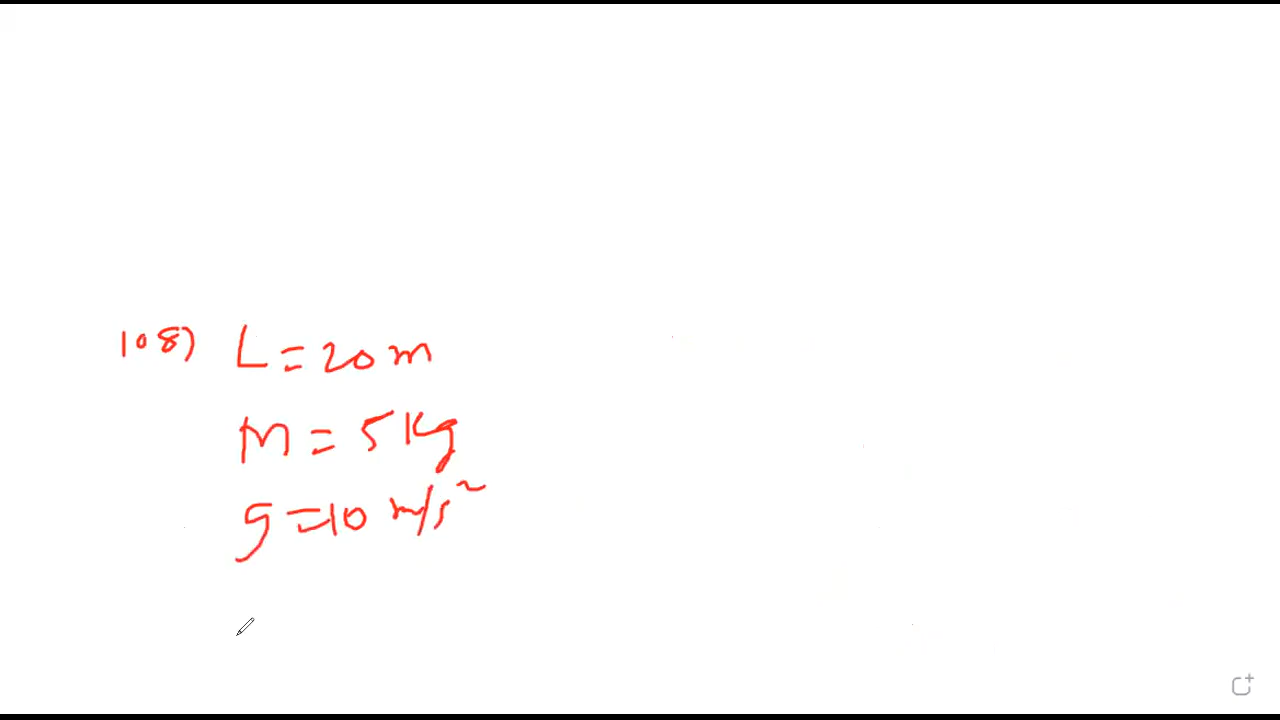 108) L = 20 m
M = 5 Kg
g = 10 m/s²